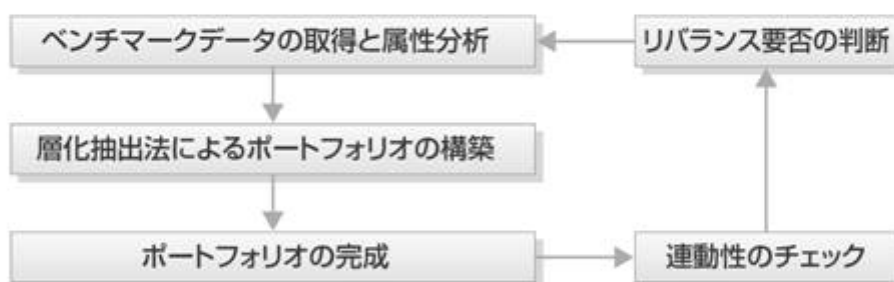 ベンチマークデータの取得と属性分析
リバランス要否の判断
層化抽出法によるポートフォリオの構築
ポートフォリオの完成
連動性のチェック